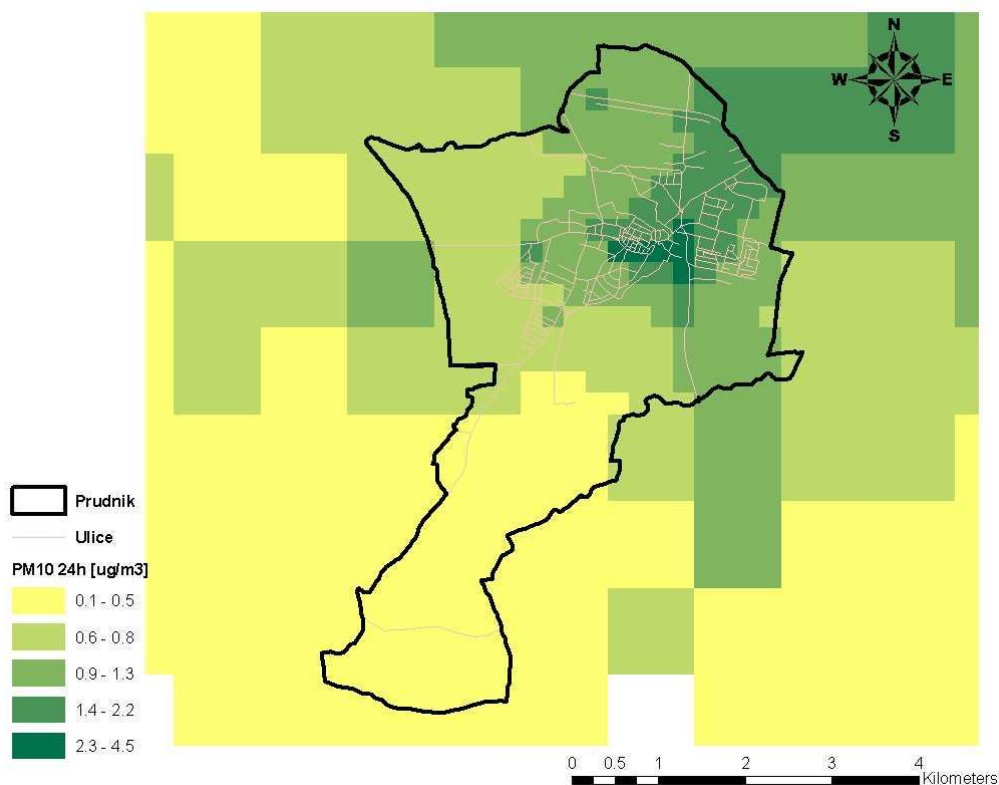 N
W E
S
Prudnik
Ulice
PM10 24h [ug/m3]
0.1 - 0.5
0.6 - 0.8
0.9 - 1.3
1.4 - 2.2
2.3 - 4.5
0 0.5 1 2 3 4
Kilometers